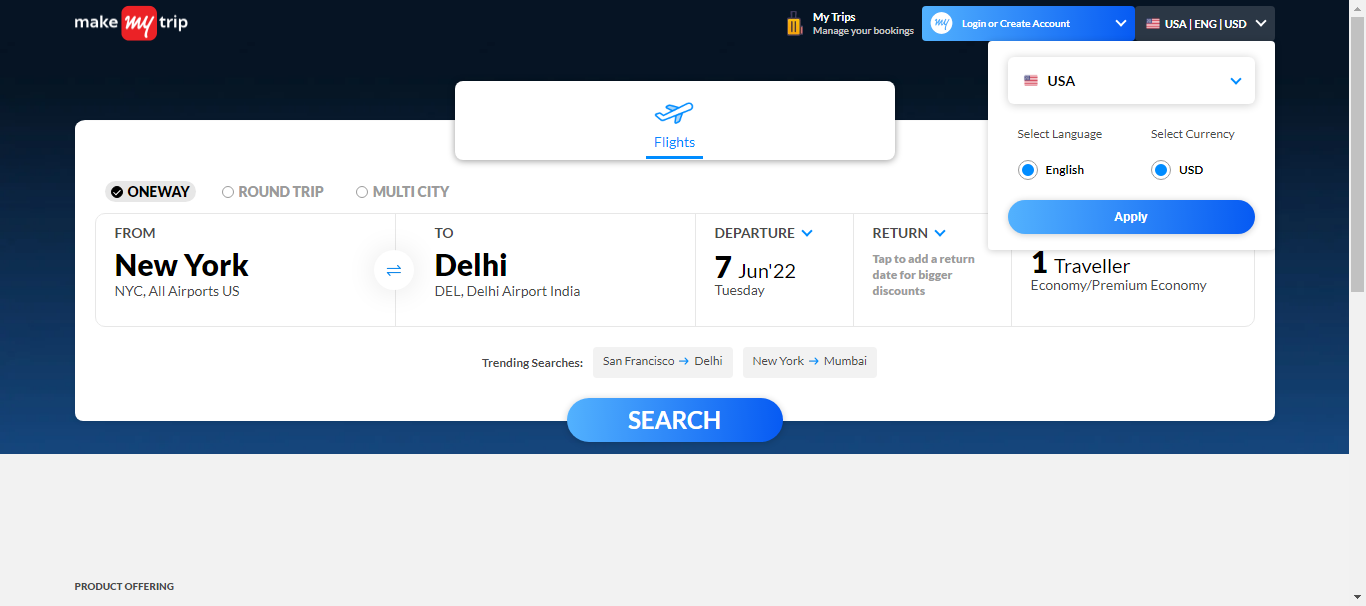 make my trip
My Trips
Manage your bookings
my Login or Create Account
USA | ENG | USD
USA
Select Language Select Currency
English USD
Apply
Flights
ONEWAY ROUND TRIP MULTI CITY
FROM
New York
NYC, All Airports US
TO
Delhi
DEL, Delhi Airport India
DEPARTURE
7 Jun'22
Tuesday
RETURN
Tap to add a return
date for bigger
discounts
1 Traveller
Economy/Premium Economy
Trending Searches: San Francisco → Delhi New York → Mumbai
SEARCH
PRODUCT OFFERING